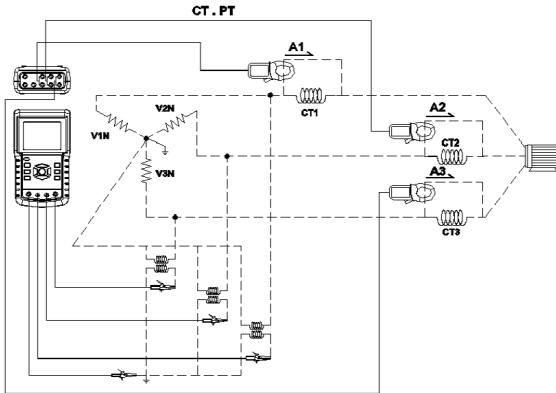 CT . PT
A1
CT1
A2
V2N
V1N
CT2
V3N
A3
CT3